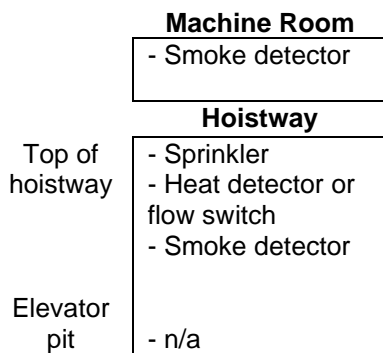 Machine Room
- Smoke detector
Hoistway
Top of
hoistway
- Sprinkler
- Heat detector or
flow switch
- Smoke detector
Elevator
pit
- n/a